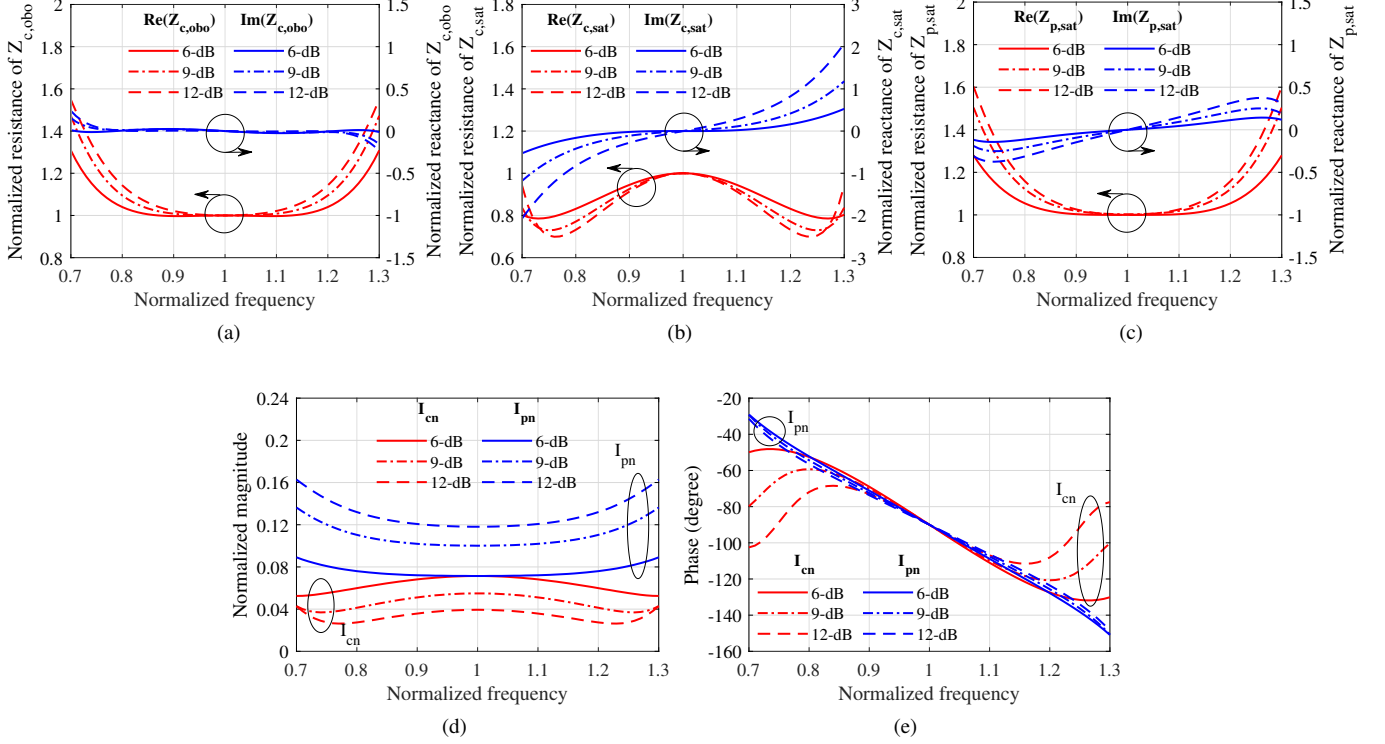 Re(Z_c,obo) Im(Z_c,obo)
6-dB 6-dB
9-dB 9-dB
12-dB 12-dB
2
1.8
1.6
1.4
1.2
1
0.8
1.5
1
0.5
0
-0.5
-1
-1.5
0.7 0.8 0.9 1 1.1 1.2 1.3
Normalized resistance of Z_c,obo
Normalized reactance of Z_c,obo
Normalized frequency
(a)
Re(Z_c,sat) Im(Z_c,sat)
6-dB 6-dB
9-dB 9-dB
12-dB 12-dB
1.8
1.6
1.4
1.2
1
0.8
0.6
3
2
1
0
-1
-2
-3
0.7 0.8 0.9 1 1.1 1.2 1.3
Normalized resistance of Z_c,sat
Normalized reactance of Z_c,sat
Normalized frequency
(b)
Re(Z_p,sat) Im(Z_p,sat)
6-dB 6-dB
9-dB 9-dB
12-dB 12-dB
2
1.8
1.6
1.4
1.2
1
0.8
1.5
1
0.5
0
-0.5
-1
-1.5
0.7 0.8 0.9 1 1.1 1.2 1.3
Normalized resistance of Z_p,sat
Normalized reactance of Z_p,sat
Normalized frequency
(c)
I_cn I_pn
6-dB 6-dB
9-dB 9-dB
12-dB 12-dB
I_pn
I_cn
0.24
0.2
0.16
0.12
0.08
0.04
0
0.7 0.8 0.9 1 1.1 1.2 1.3
Normalized magnitude
Normalized frequency
(d)
I_pn
I_cn
I_cn I_pn
6-dB 6-dB
9-dB 9-dB
12-dB 12-dB
-20
-40
-60
-80
-100
-120
-140
-160
0.7 0.8 0.9 1 1.1 1.2 1.3
Phase (degree)
Normalized frequency
(e)